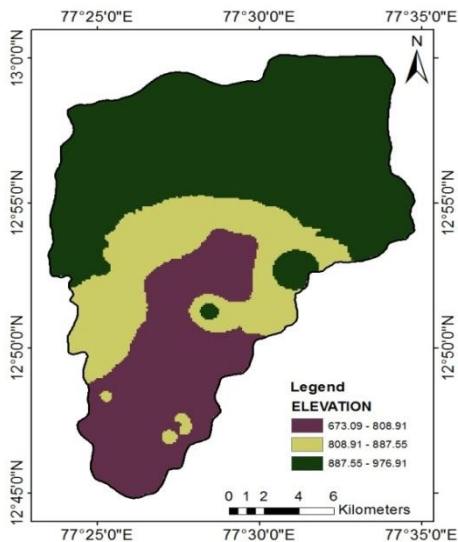 77°25'0"E 77°30'0"E 77°35'0"E
N
13°0'0"N
13°0'0"N
12°55'0"N
12°55'0"N
12°50'0"N
12°50'0"N
12°45'0"N
12°45'0"N
Legend
ELEVATION
673.09 - 808.91
808.91 - 887.55
887.55 - 976.91
0 1 2 4 6
Kilometers
77°25'0"E 77°30'0"E 77°35'0"E